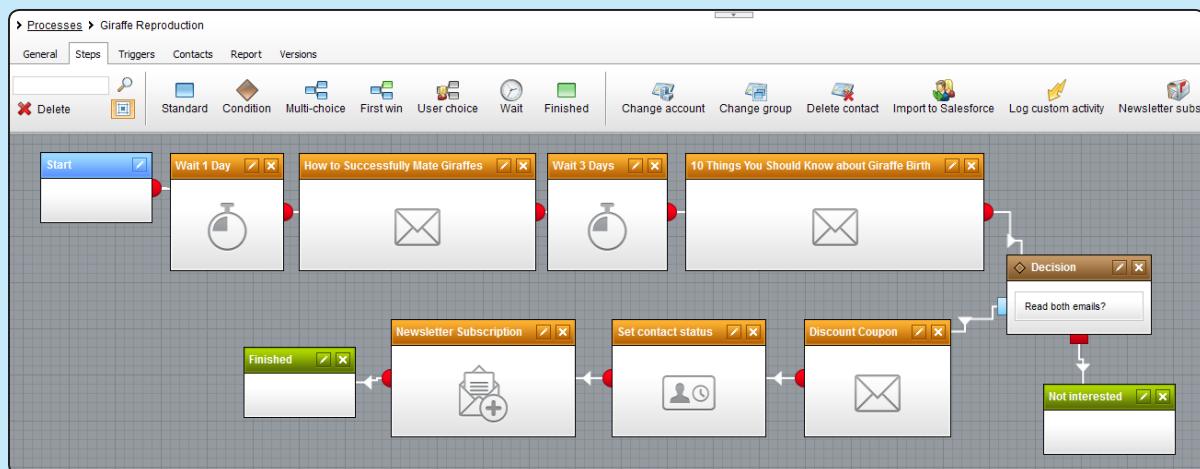 Processes > Giraffe Reproduction
General Steps Triggers Contacts Report Versions
Delete
Standard Condition Multi-choice First win User choice Wait Finished Change account Change group Delete contact Import to Salesforce Log custom activity Newsletter subs
Start
Wait 1 Day
How to Successfully Mate Giraffes
Wait 3 Days
10 Things You Should Know about Giraffe Birth
Decision
Read both emails?
Newsletter Subscription
Set contact status
Discount Coupon
Finished
Not interested